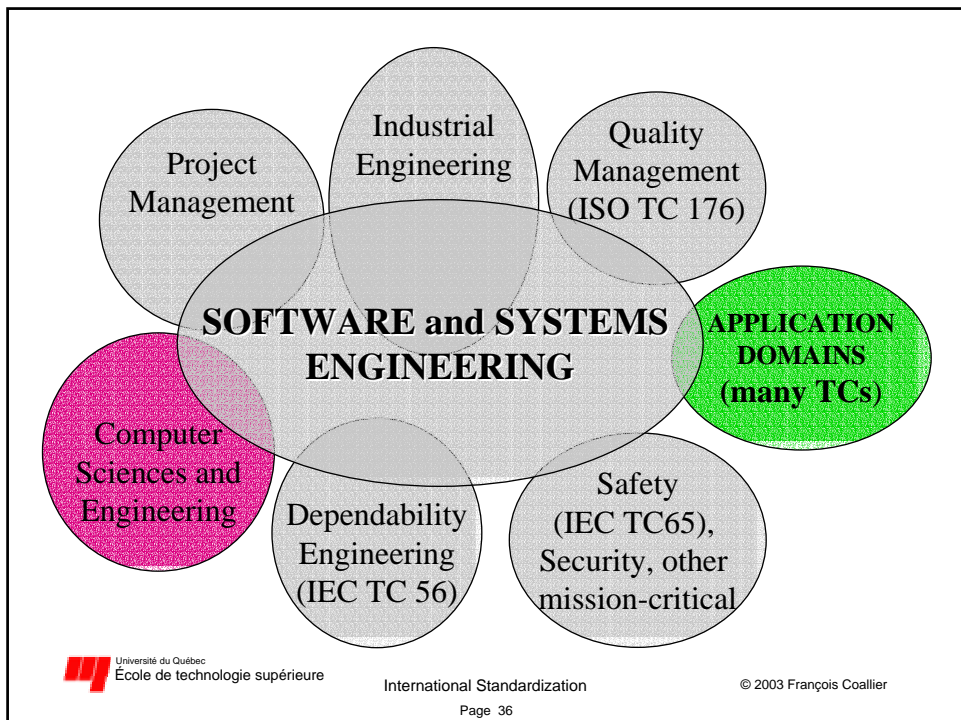 Industrial
Engineering
Quality
Management
(ISO TC 176)
Project
Management
SOFTWARE and SYSTEMS
ENGINEERING
APPLICATION
DOMAINS
(many TCs)
Computer
Sciences and
Engineering
Dependability
Engineering
(IEC TC 56)
Safety
(IEC TC65),
Security, other
mission-critical
Université du Québec
École de technologie supérieure
International Standardization
© 2003 François Coallier
Page 36